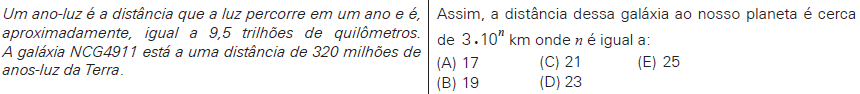 Um ano-luz é a distância que a luz percorre em um ano e é,
aproximadamente, igual a 9,5 trilhões de quilômetros.
A galáxia NCG4911 está a uma distância de 320 milhões de
anos-luz da Terra.
Assim, a distância dessa galáxia ao nosso planeta é cerca
de 3.10ⁿ km onde n é igual a:
(A) 17 (C) 21 (E) 25
(B) 19 (D) 23